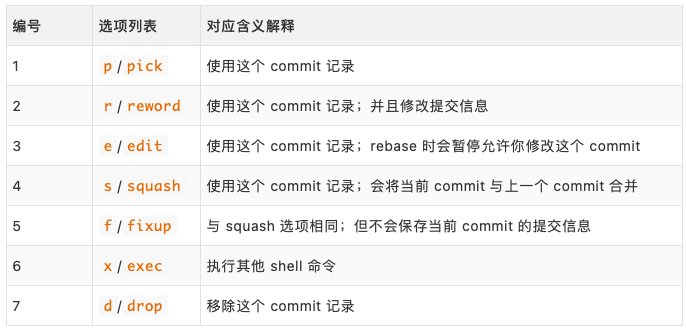 编号 选项列表 对应含义解释
1 p / pick 使用这个 commit 记录
2 r / reword 使用这个 commit 记录；并且修改提交信息
3 e / edit 使用这个 commit 记录；rebase 时会暂停允许你修改这个 commit
4 s / squash 使用这个 commit 记录；会将当前 commit 与上一个 commit 合并
5 f / fixup 与 squash 选项相同；但不会保存当前 commit 的提交信息
6 x / exec 执行其他 shell 命令
7 d / drop 移除这个 commit 记录